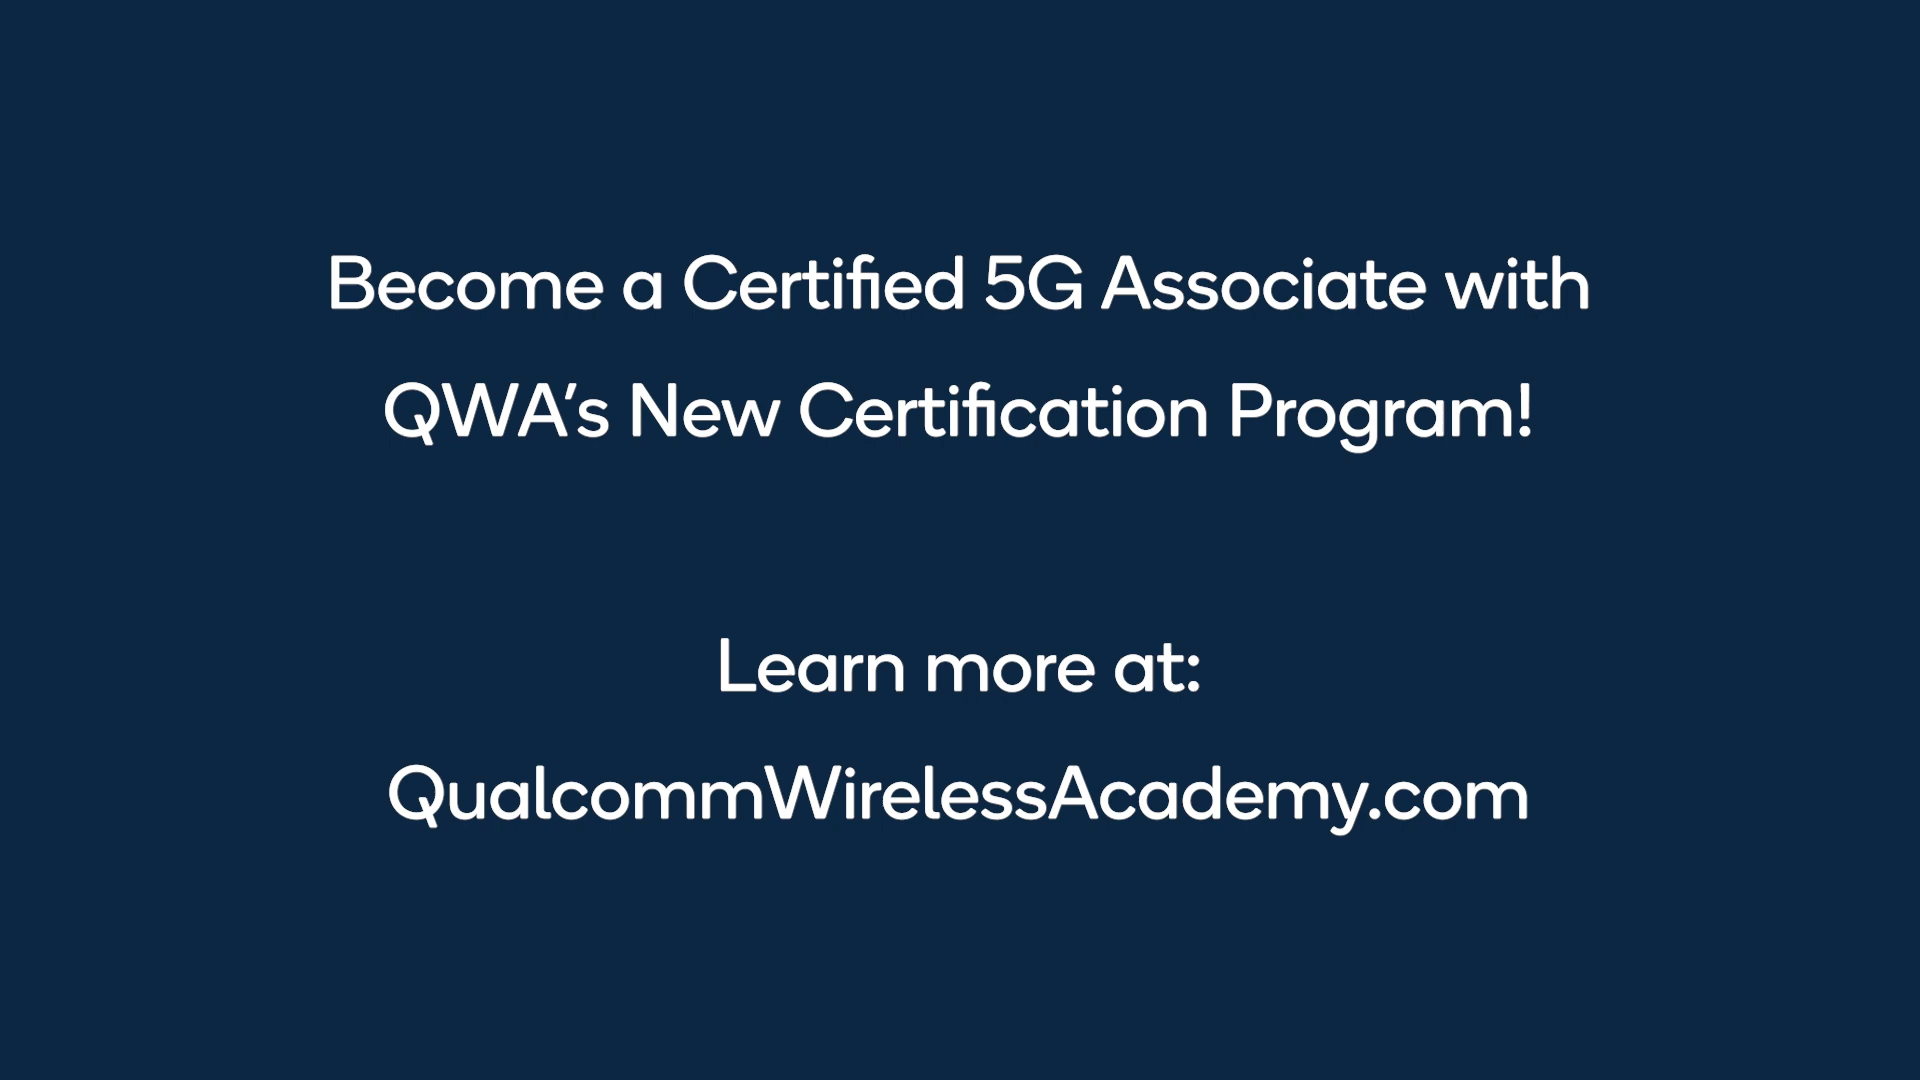 Become a Certified 5G Associate with
QWA’s New Certification Program!
Learn more at:
QualcommWirelessAcademy.com